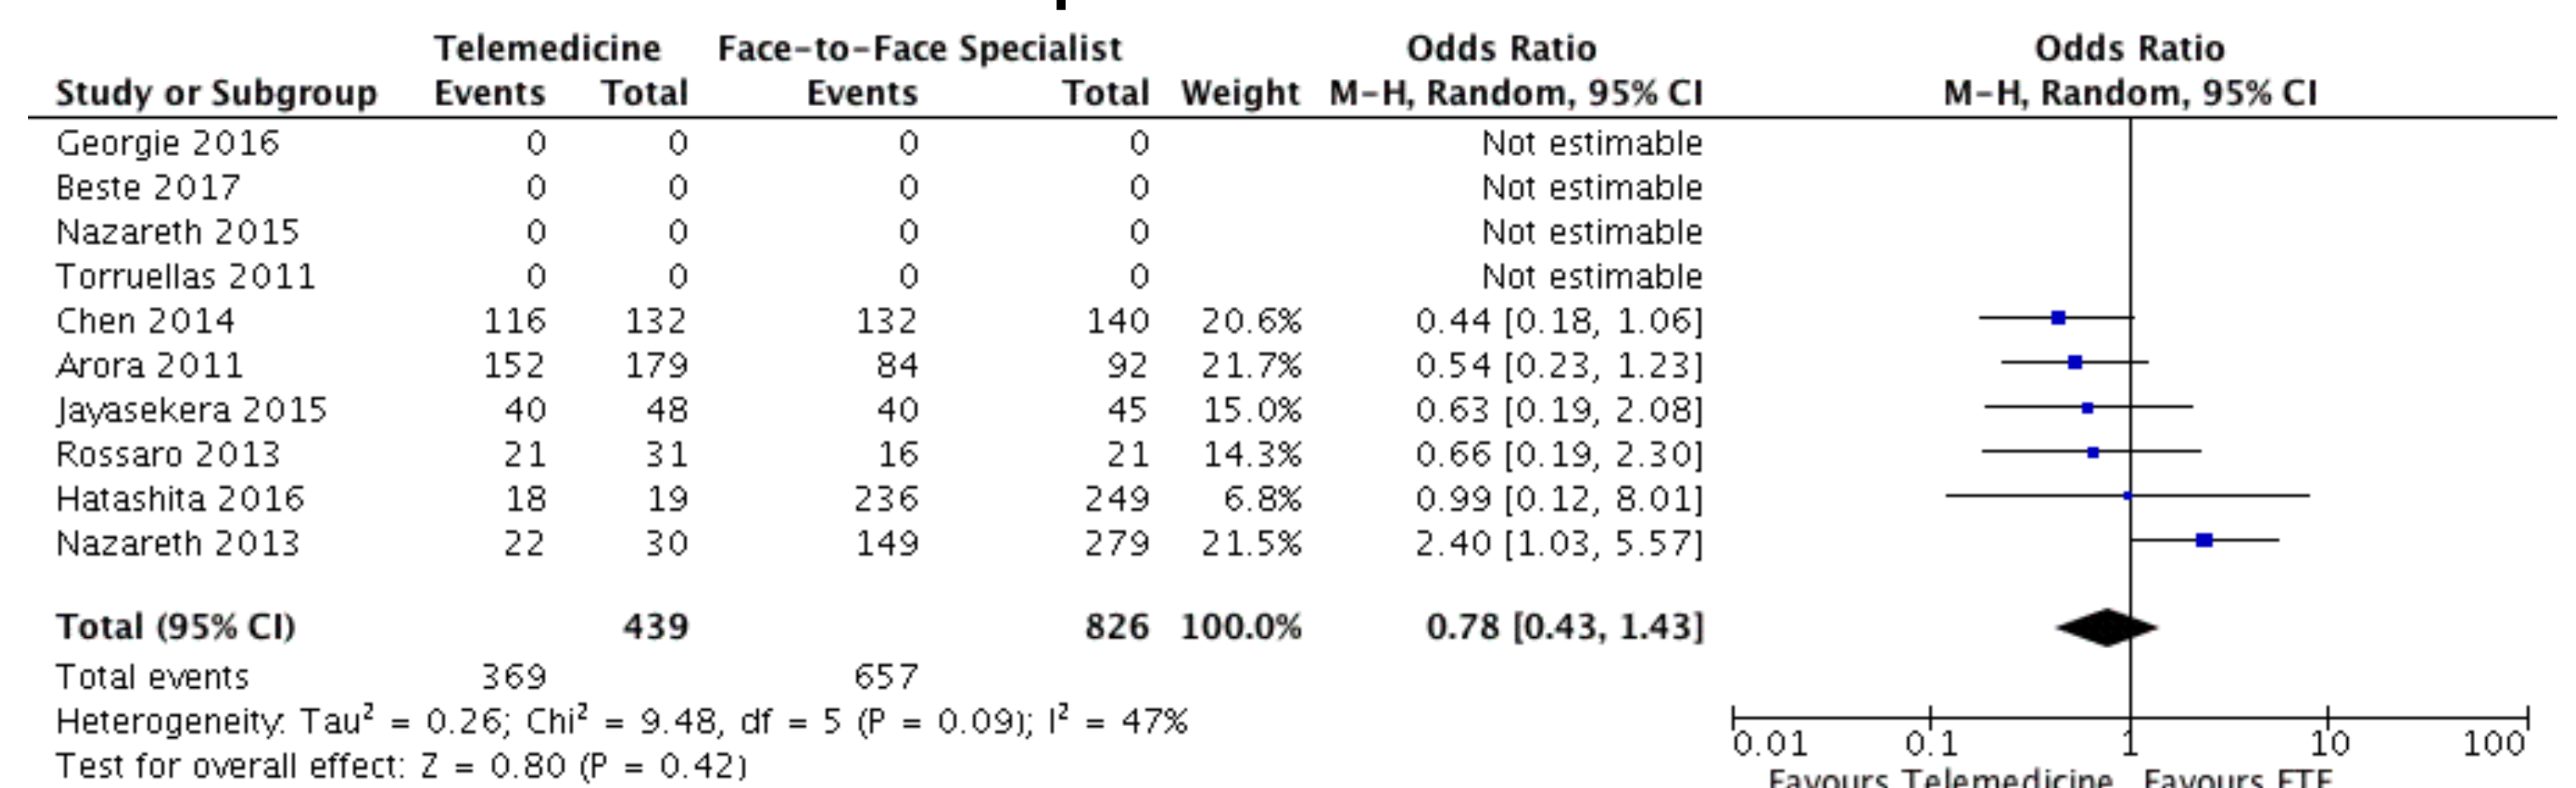 Telemedicine Face-to-Face Specialist Odds Ratio Odds Ratio
Study or Subgroup Events Total Events Total Weight M-H, Random, 95% CI M-H, Random, 95% CI
Georgie 2016 0 0 0 0 Not estimable
Beste 2017 0 0 0 0 Not estimable
Nazareth 2015 0 0 0 0 Not estimable
Torruellas 2011 0 0 0 0 Not estimable
Chen 2014 116 132 132 140 20.6% 0.44 [0.18, 1.06]
Arora 2011 152 179 84 92 21.7% 0.54 [0.23, 1.23]
Jayasekera 2015 40 48 40 45 15.0% 0.63 [0.19, 2.08]
Rossaro 2013 21 31 16 21 14.3% 0.66 [0.19, 2.30]
Hatashita 2016 18 19 236 249 6.8% 0.99 [0.12, 8.01]
Nazareth 2013 22 30 149 279 21.5% 2.40 [1.03, 5.57]
Total (95% CI) 439 826 100.0% 0.78 [0.43, 1.43]
Total events 369 657
Heterogeneity: Tau² = 0.26; Chi² = 9.48, df = 5 (P = 0.09); I² = 47%
Test for overall effect: Z = 0.80 (P = 0.42)
0.01 0.1 1 10 100
Favours Telemedicine Favours FTF